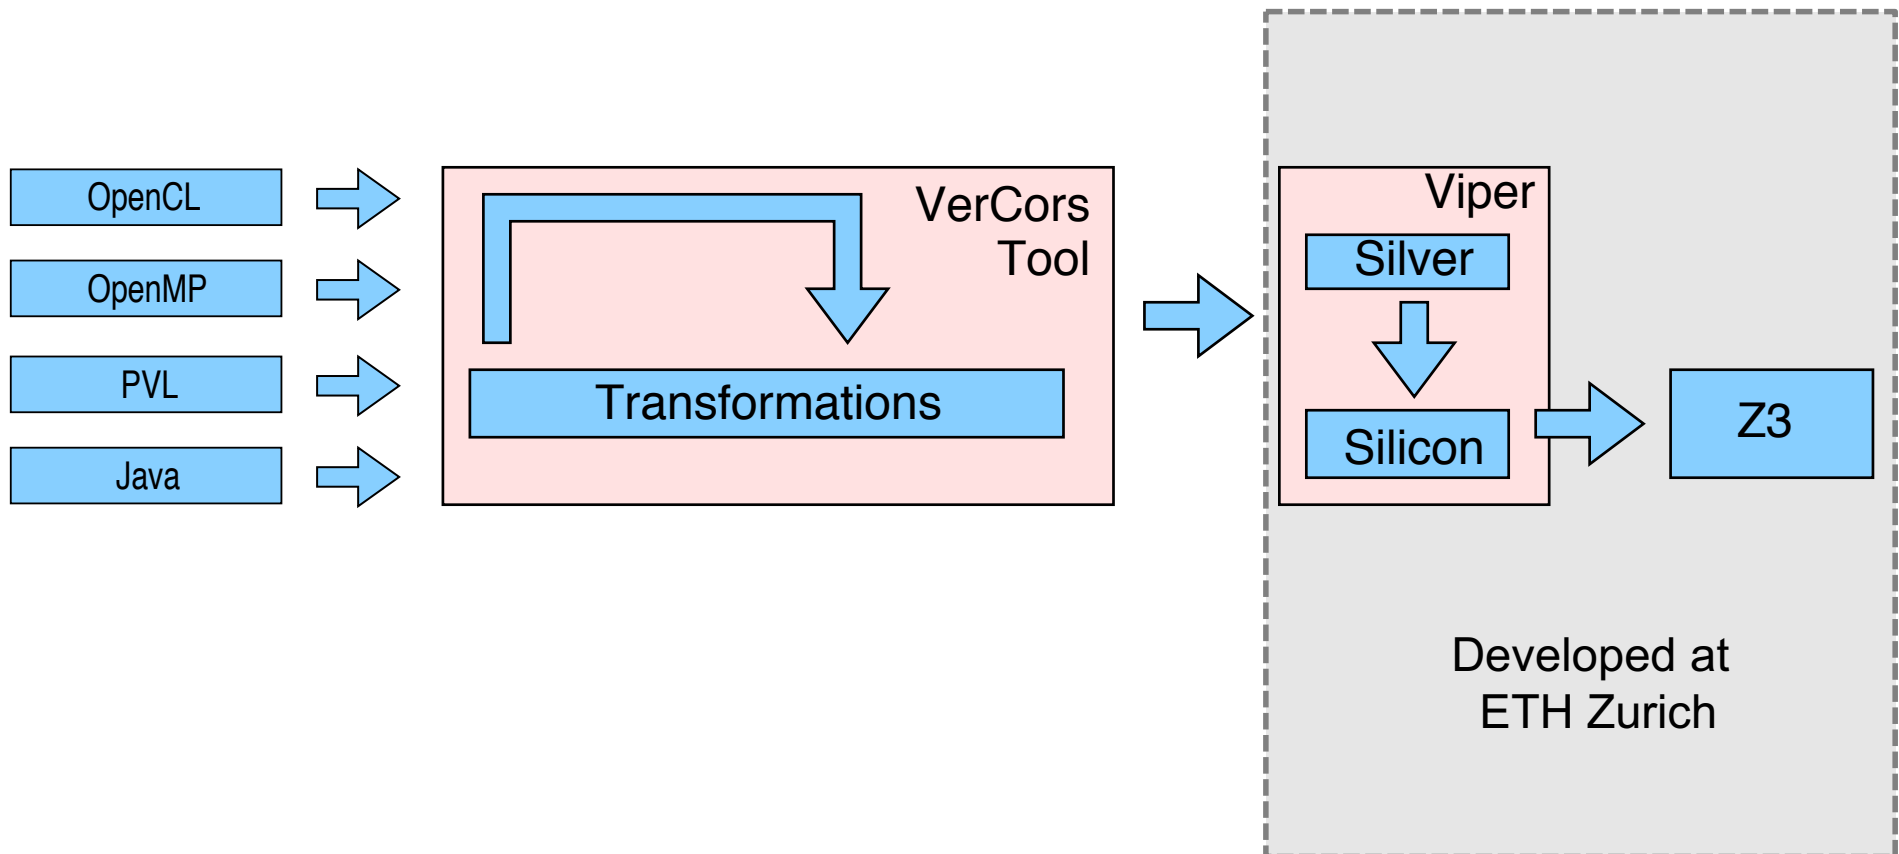 OpenCL
OpenMP
PVL
Java
VerCors
Tool
Transformations
Viper
Silver
Silicon
Z3
Developed at
ETH Zurich